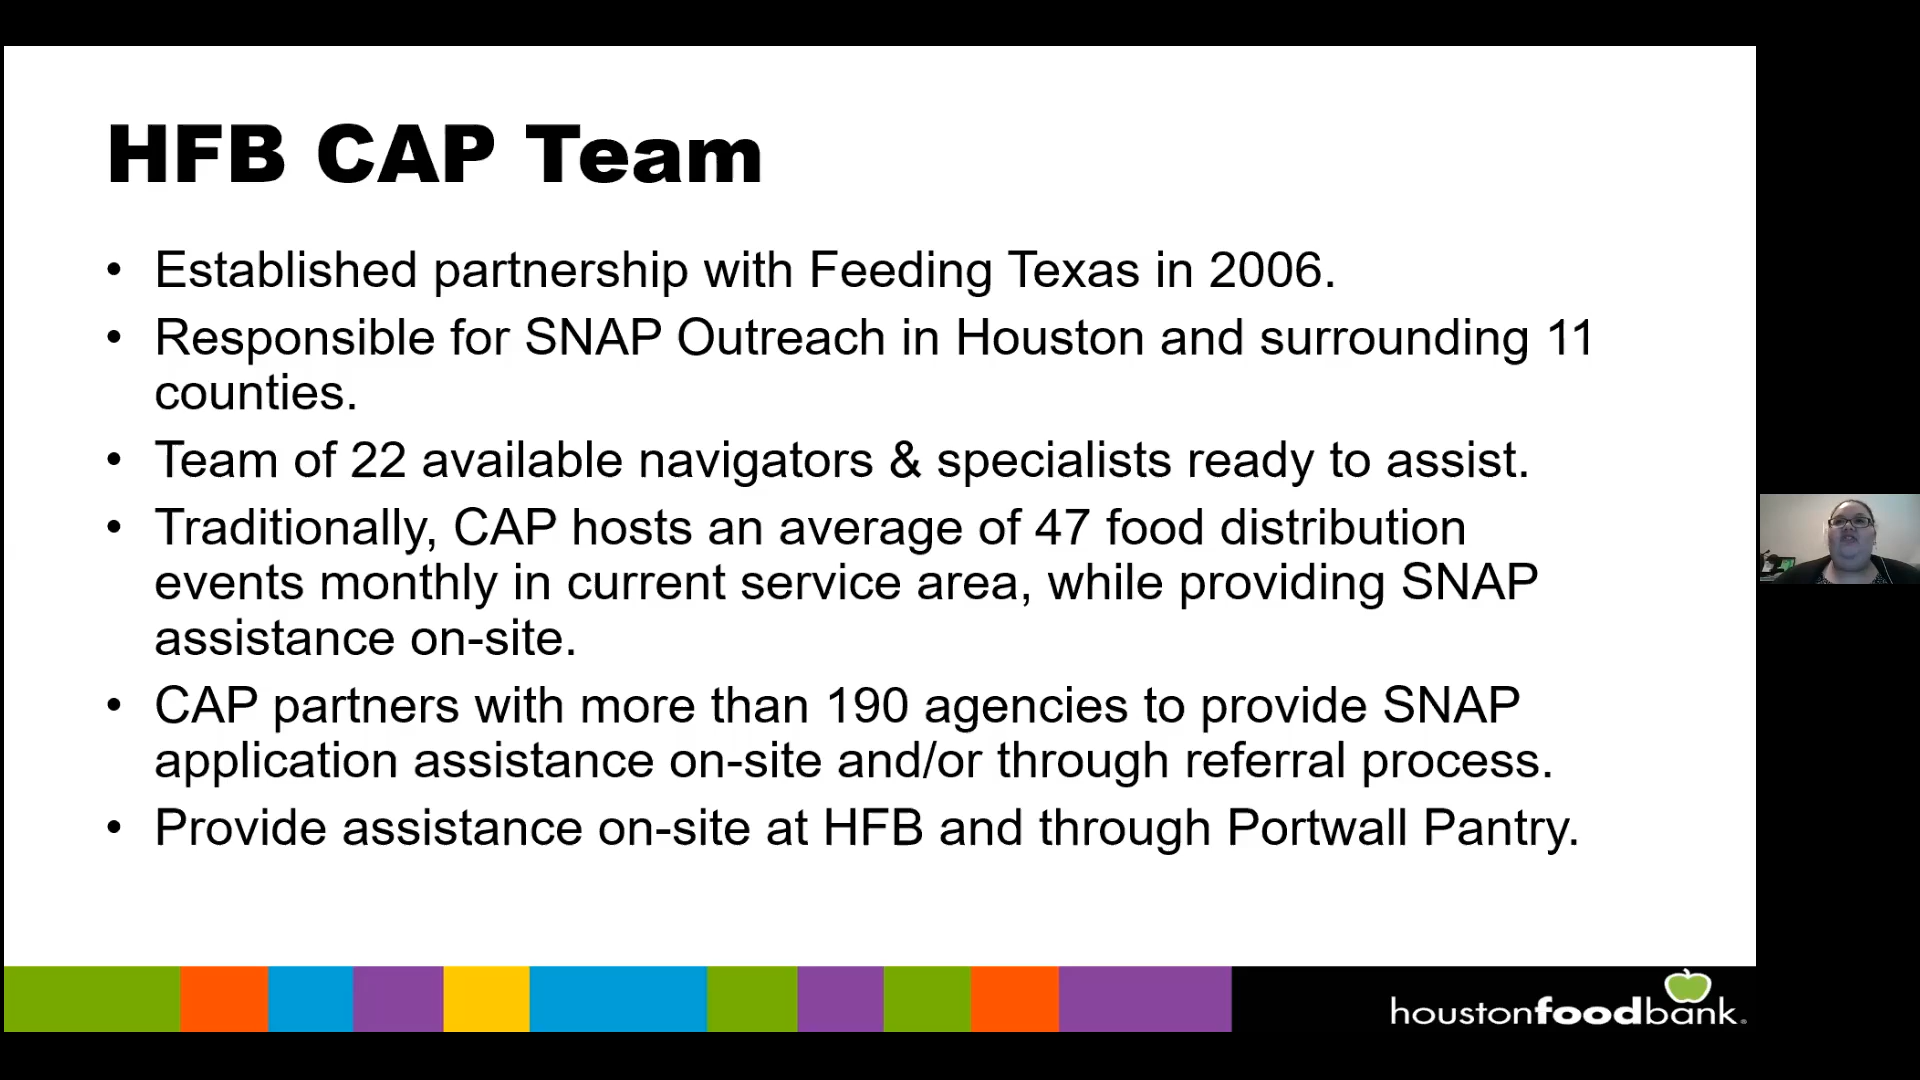 HFB CAP Team
• Established partnership with Feeding Texas in 2006.
• Responsible for SNAP Outreach in Houston and surrounding 11
counties.
• Team of 22 available navigators & specialists ready to assist.
• Traditionally, CAP hosts an average of 47 food distribution
events monthly in current service area, while providing SNAP
assistance on-site.
• CAP partners with more than 190 agencies to provide SNAP
application assistance on-site and/or through referral process.
• Provide assistance on-site at HFB and through Portwall Pantry.
houstonfoodbank